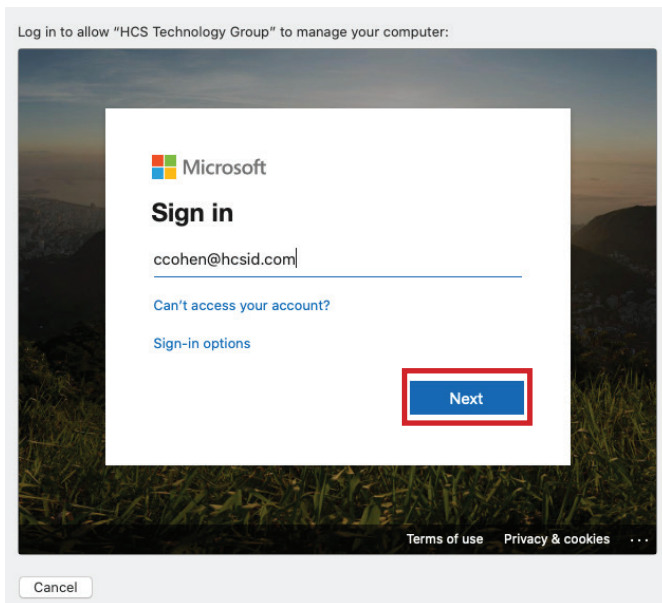 Log in to allow “HCS Technology Group” to manage your computer:
Microsoft
Sign in
ccohen@hcsid.com
Can’t access your account?
Sign-in options
Next
Terms of use Privacy & cookies ...
Cancel